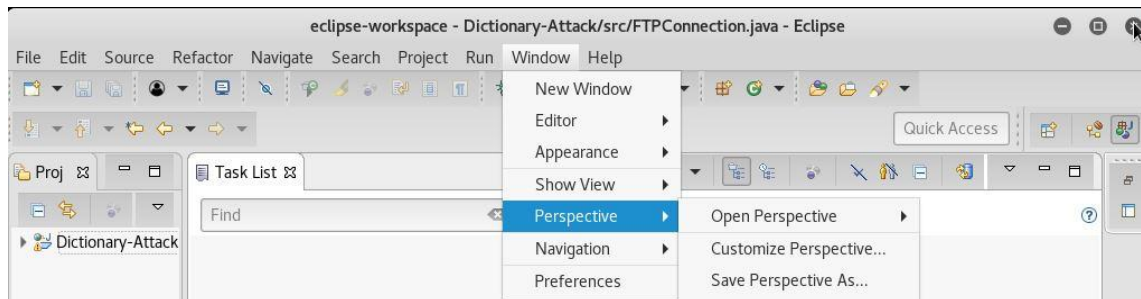 eclipse-workspace - Dictionary-Attack/src/FTPConnection.java - Eclipse
File Edit Source Refactor Navigate Search Project Run Window Help
New Window
Editor
Quick Access
Appearance
Proj
Task List
Show View
Find
Perspective
Open Perspective
Dictionary-Attack
Navigation
Customize Perspective...
Preferences
Save Perspective As...